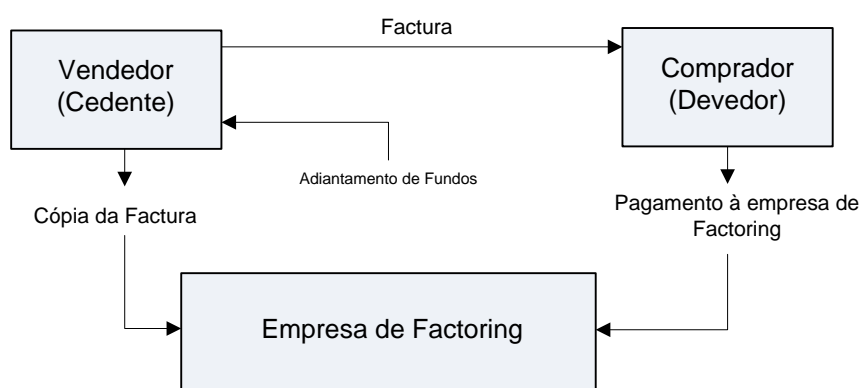 Factura
Vendedor
(Cedente)
Comprador
(Devedor)
Adiantamento de Fundos
Cópia da Factura
Pagamento à empresa de
Factoring
Empresa de Factoring